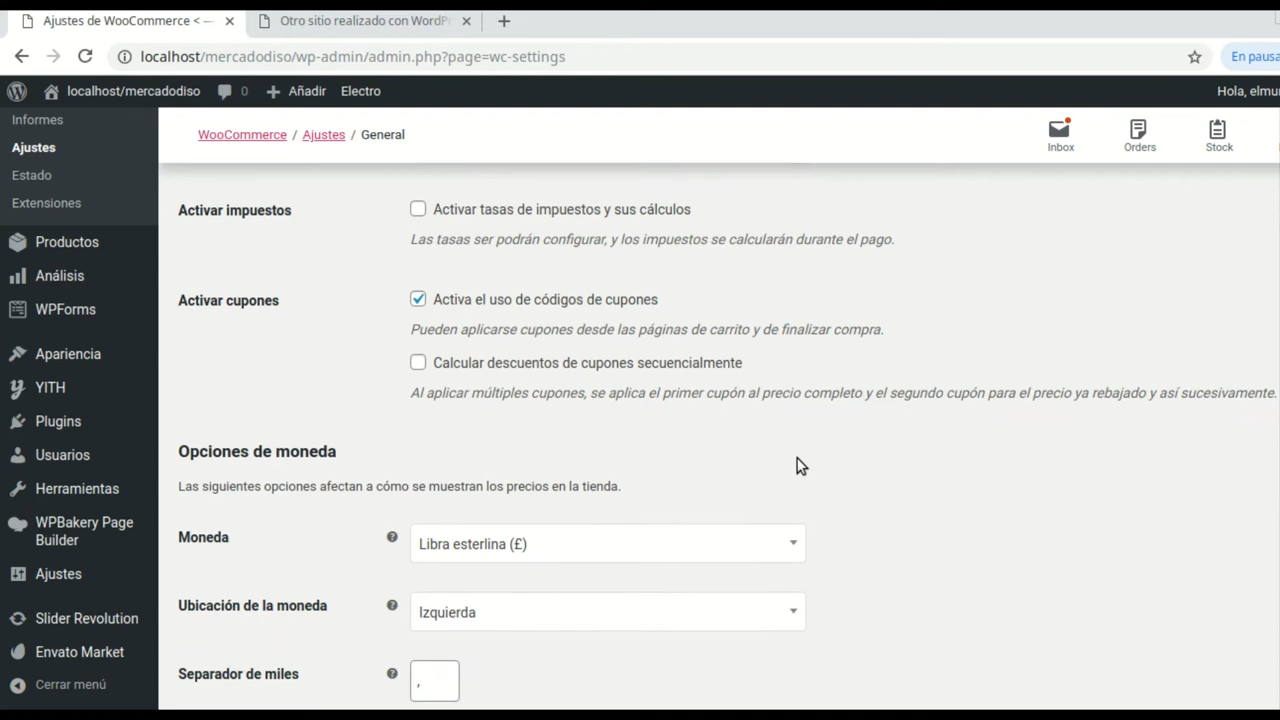 Ajustes de WooCommerce < —
Otro sitio realizado con WordPr
localhost/mercadodiso/wp-admin/admin.php?page=wc-settings
En pausa
localhost/mercadodiso 0 Añadir Electro
Hola, elmu
Informes
Ajustes
Estado
Extensiones
Productos
Análisis
WPForms
Apariencia
YITH
Plugins
Usuarios
Herramientas
WPBakery Page
Builder
Ajustes
Slider Revolution
Envato Market
Cerrar menú
WooCommerce / Ajustes / General
Inbox
Orders
Stock
Activar impuestos
Activar tasas de impuestos y sus cálculos
Las tasas ser podrán configurar, y los impuestos se calcularán durante el pago.
Activar cupones
Activa el uso de códigos de cupones
Pueden aplicarse cupones desde las páginas de carrito y de finalizar compra.
Calcular descuentos de cupones secuencialmente
Al aplicar múltiples cupones, se aplica el primer cupón al precio completo y el segundo cupón para el precio ya rebajado y así sucesivamente.
Opciones de moneda
Las siguientes opciones afectan a cómo se muestran los precios en la tienda.
Moneda
Libra esterlina (£)
Ubicación de la moneda
Izquierda
Separador de miles
,